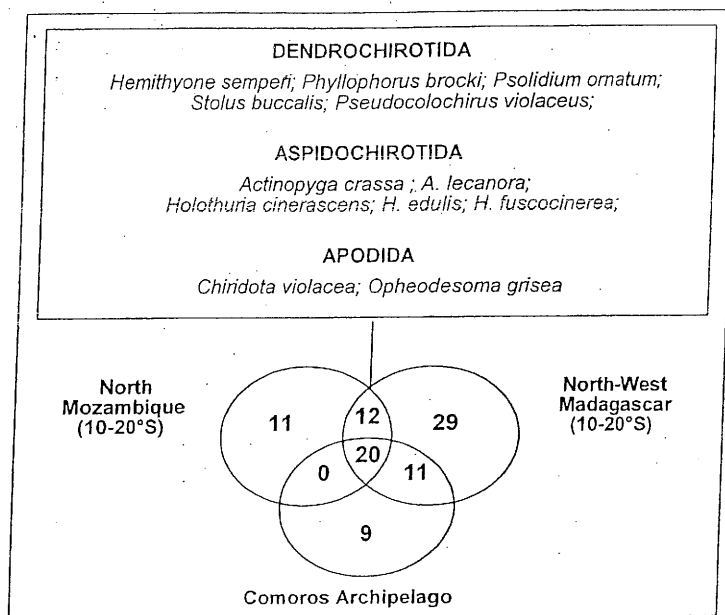 DENDROCHIROTIDA
Hemithyone semperi; Phyllophorus brocki; Psolidium ornatum;
Stolus buccalis; Pseudocolochirus violaceus;
ASPIDOCHIROTIDA
Actinopyga crassa ; A. lecanora;
Holothuria cinerascens; H. edulis; H. fuscocinerea;
APODIDA
Chiridota violacea; Opheodesoma grisea
North
Mozambique
(10-20°S)
North-West
Madagascar
(10-20°S)
11
12
29
20
0
11
9
Comoros Archipelago